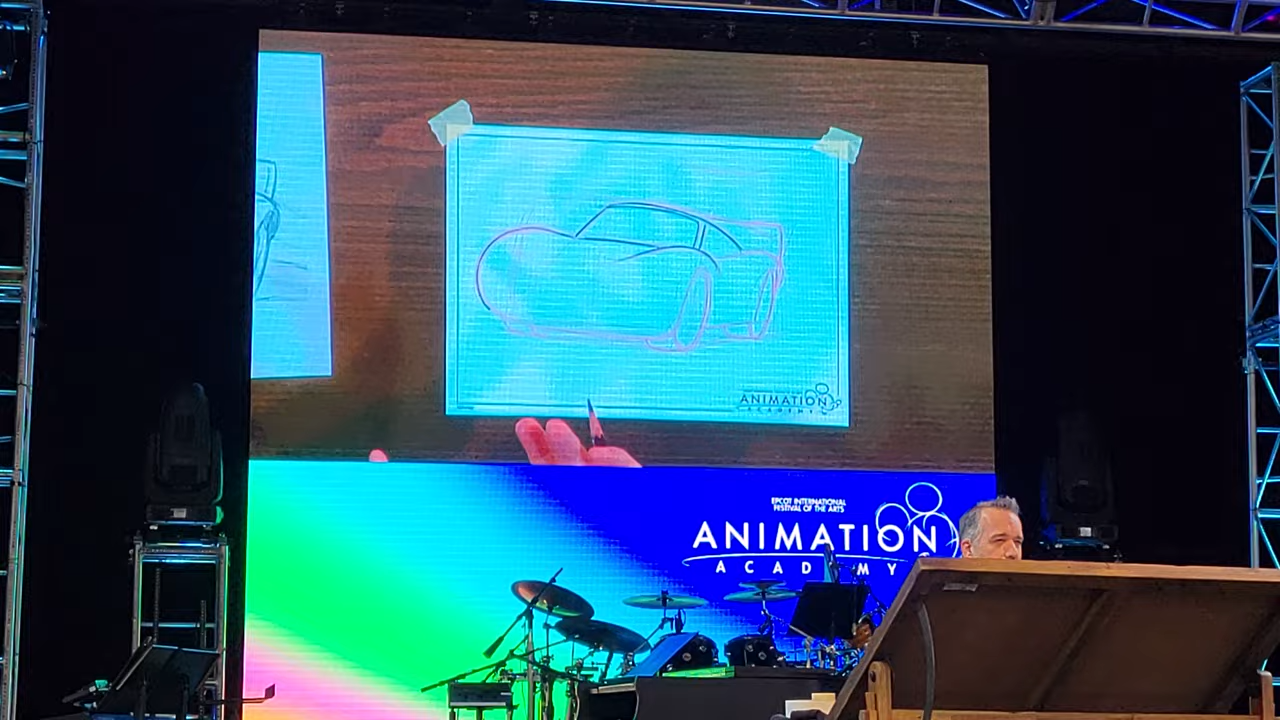 ANIMATION
ACADEMY
EPCOT INTERNATIONAL
FESTIVAL OF THE ARTS
ANIMATION
ACADEMY